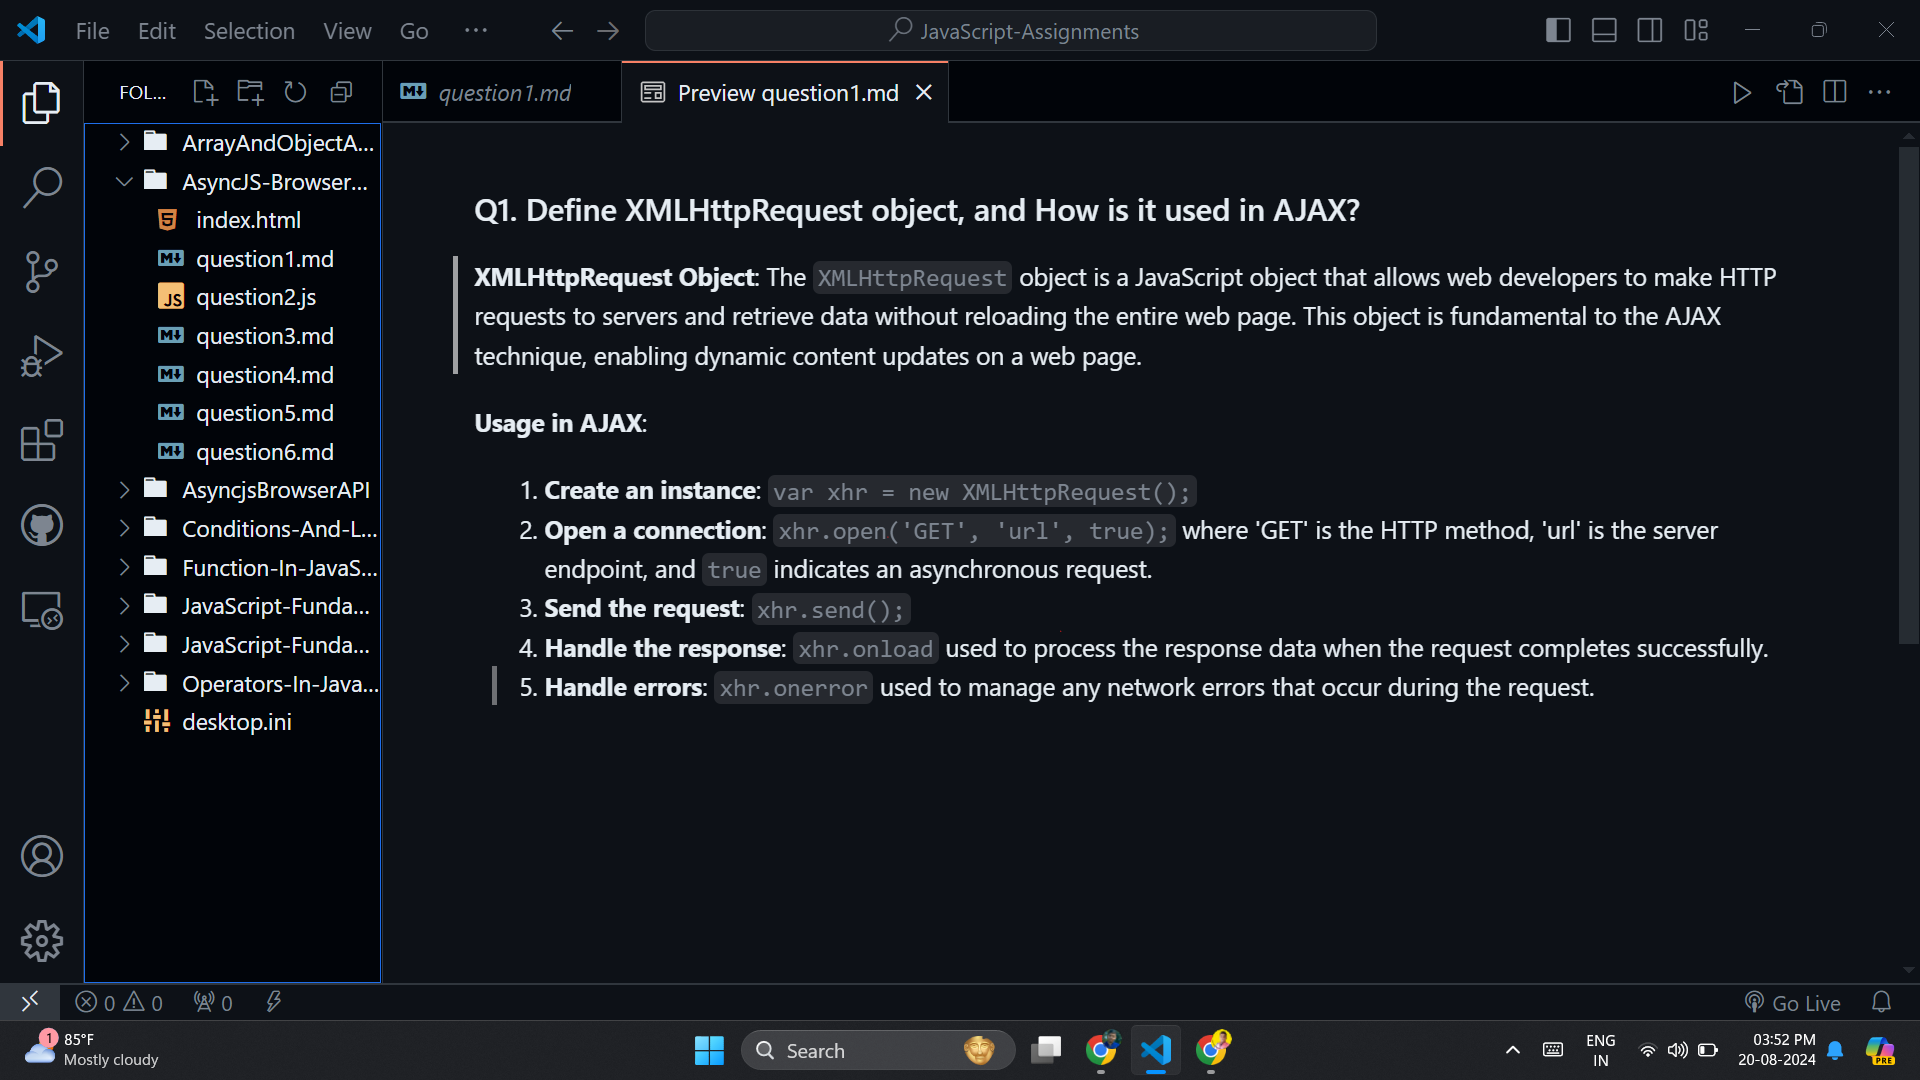 File Edit Selection View Go ··· JavaScript-Assignments
FOL...
question1.md
Preview question1.md
ArrayAndObjectA...
AsyncJS-Browser...
index.html
question1.md
question2.js
question3.md
question4.md
question5.md
question6.md
AsyncjsBrowserAPI
Conditions-And-L...
Function-In-JavaS...
JavaScript-Funda...
JavaScript-Funda...
Operators-In-Java...
desktop.ini
Q1. Define XMLHttpRequest object, and How is it used in AJAX?
XMLHttpRequest Object: The XMLHttpRequest object is a JavaScript object that allows web developers to make HTTP
requests to servers and retrieve data without reloading the entire web page. This object is fundamental to the AJAX
technique, enabling dynamic content updates on a web page.
Usage in AJAX:
1. Create an instance: var xhr = new XMLHttpRequest();
2. Open a connection: xhr.open('GET', 'url', true); where 'GET' is the HTTP method, 'url' is the server
endpoint, and true indicates an asynchronous request.
3. Send the request: xhr.send();
4. Handle the response: xhr.onload used to process the response data when the request completes successfully.
5. Handle errors: xhr.onerror used to manage any network errors that occur during the request.
0 0 0 Go Live
1 85°F
Mostly cloudy
Search
ENG
IN
03:52 PM
20-08-2024
PRE